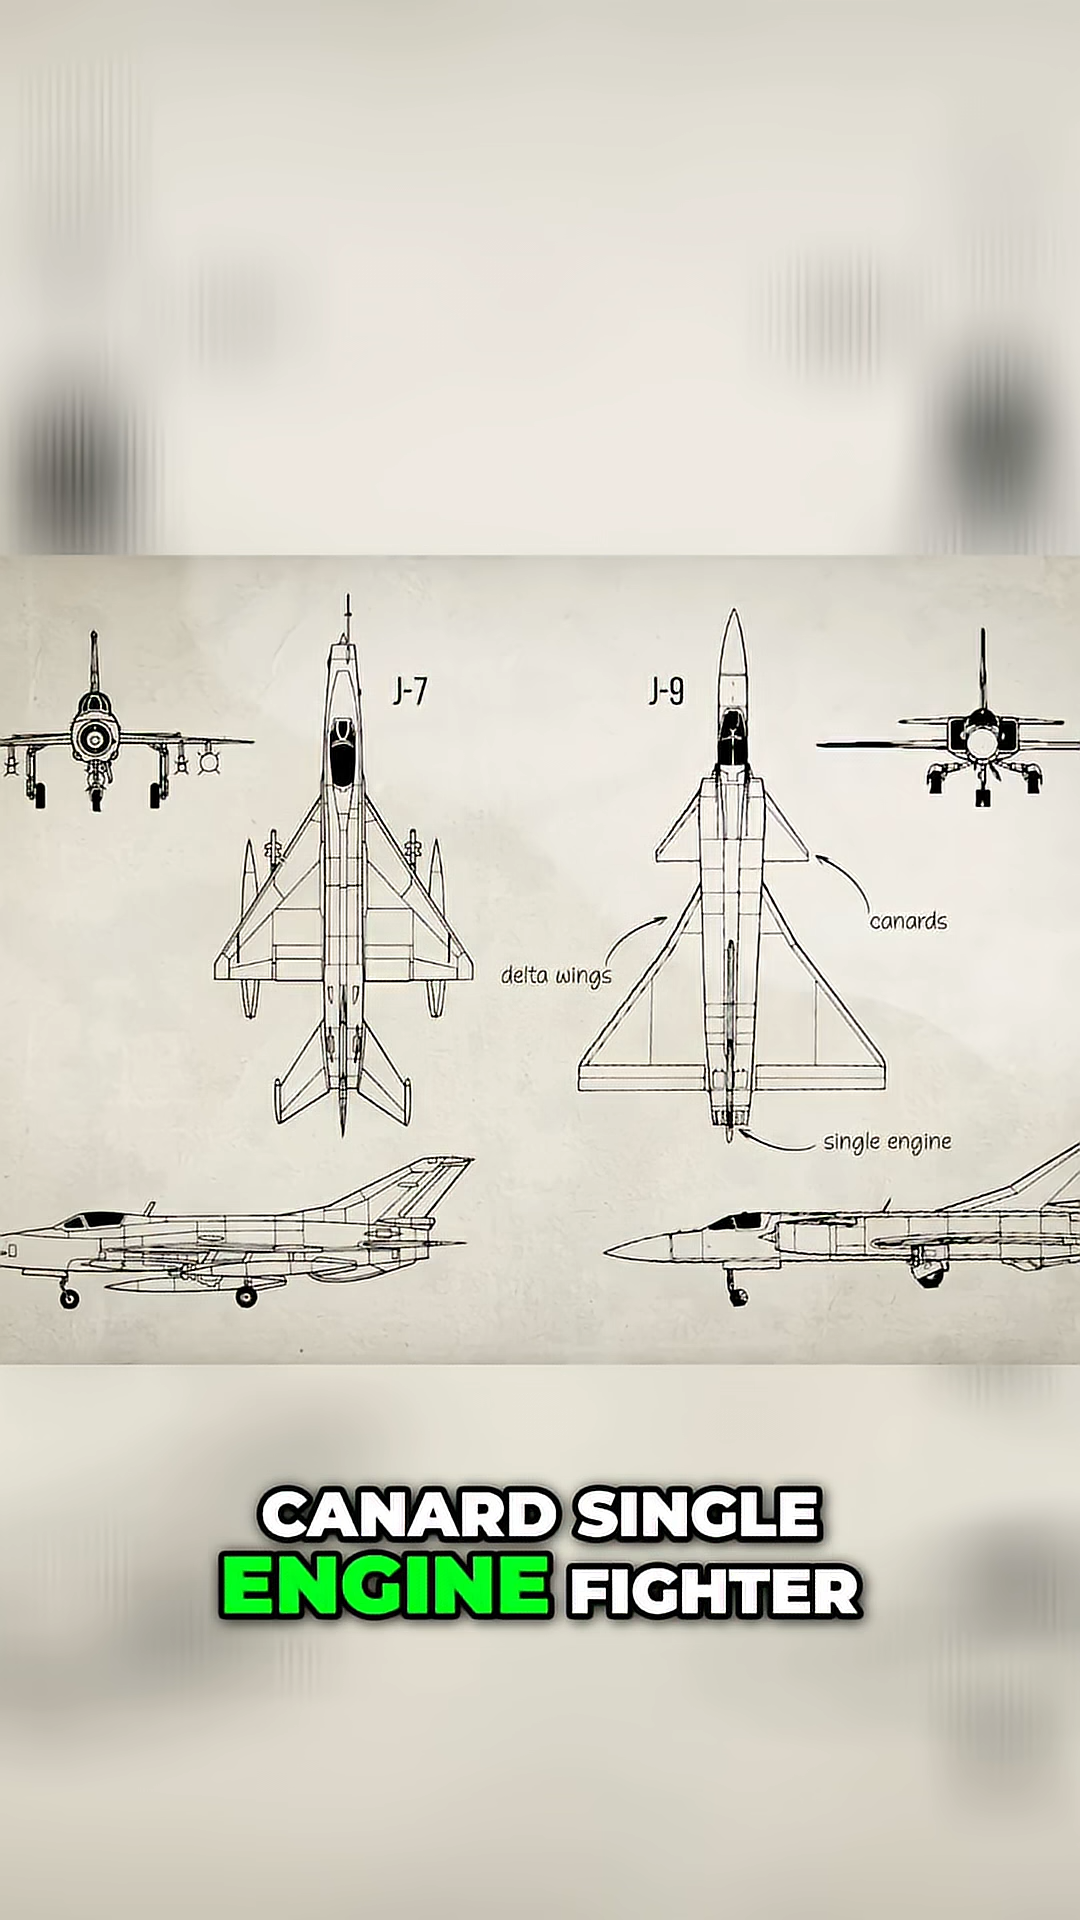 J-7
J-9
canards
delta wings
single engine
CANARD SINGLE
ENGINE FIGHTER